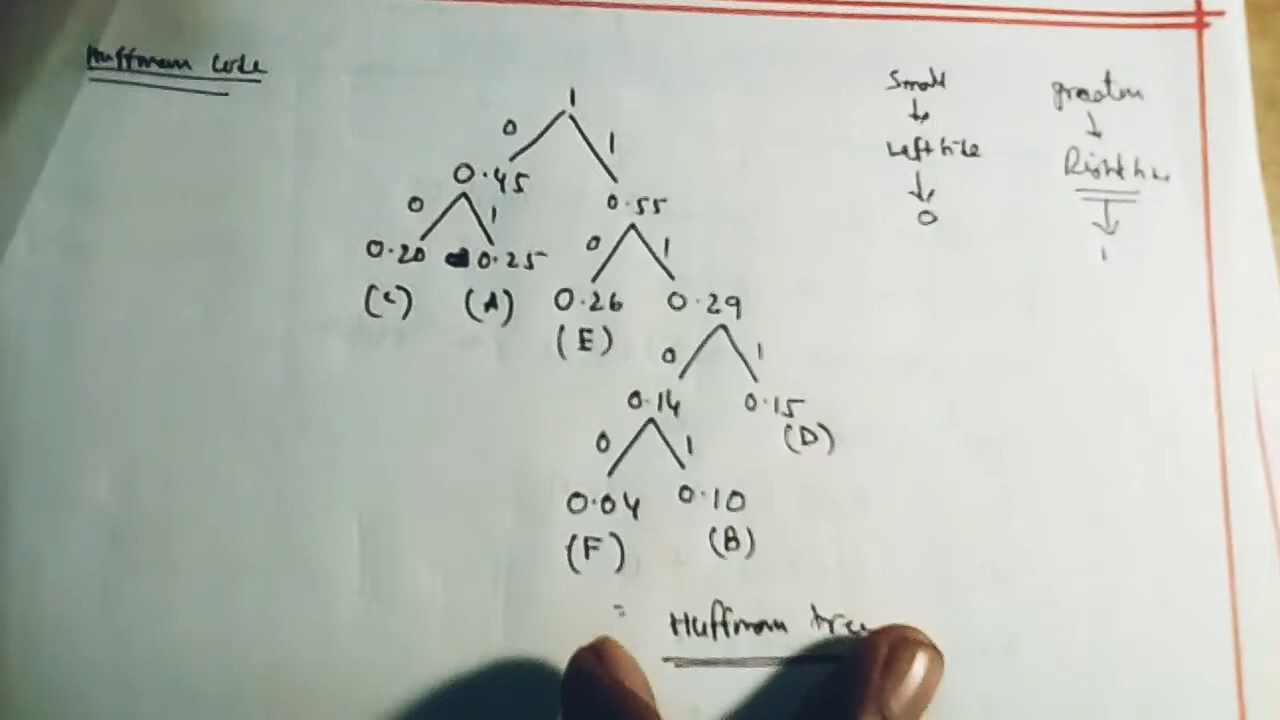 Huffman Code
1
0 1
0.45 0.55
0 1 0 1
0.20 0.25 0.26 0.29
(C) (A) (E)
0 1
0.14 0.15
(D)
0 1
0.04 0.10
(F) (B)
Huffman tree
Small
Left side
0
greater
Right
1